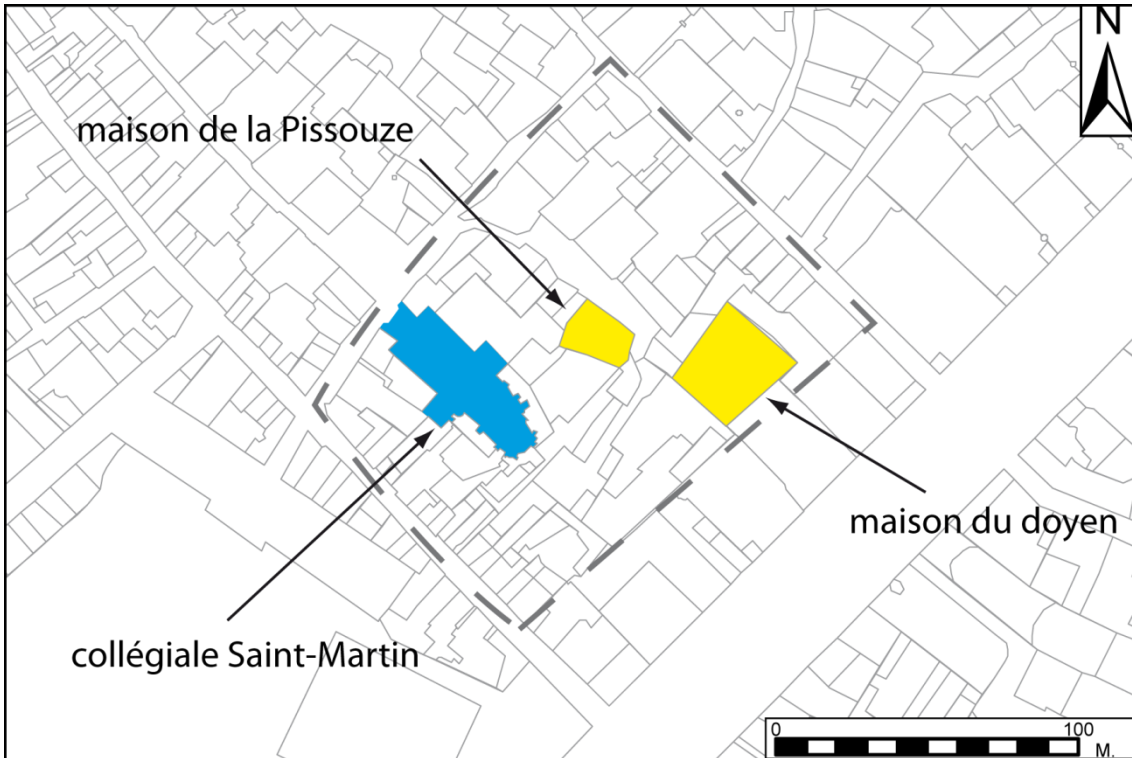 N
maison de la Pissouze
maison du doyen
collégiale Saint-Martin
0 100
M.